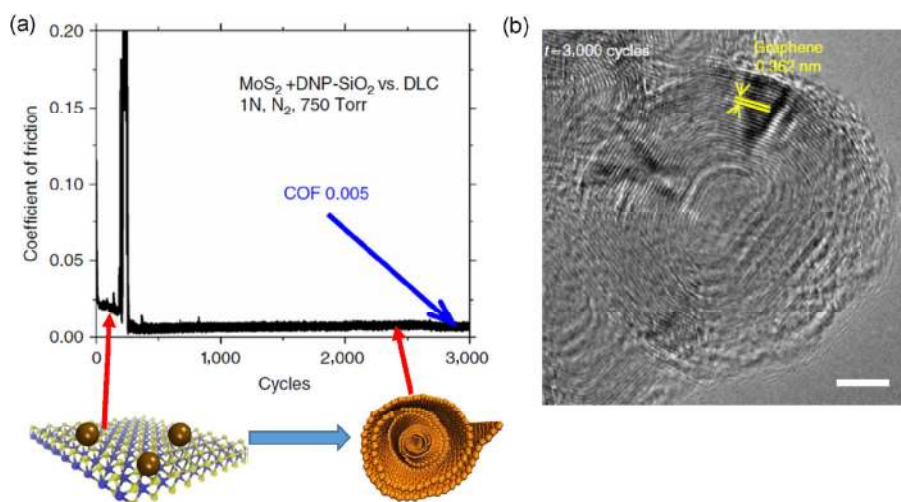 (a)
0.20
0.15
0.10
0.05
0.00
Coefficient of friction
MoS₂ +DNP-SiO₂ vs. DLC
1N, N₂, 750 Torr
COF 0.005
0
1,000
2,000
3,000
Cycles
(b)
t=3,000 cycles
Graphene
0.362 nm